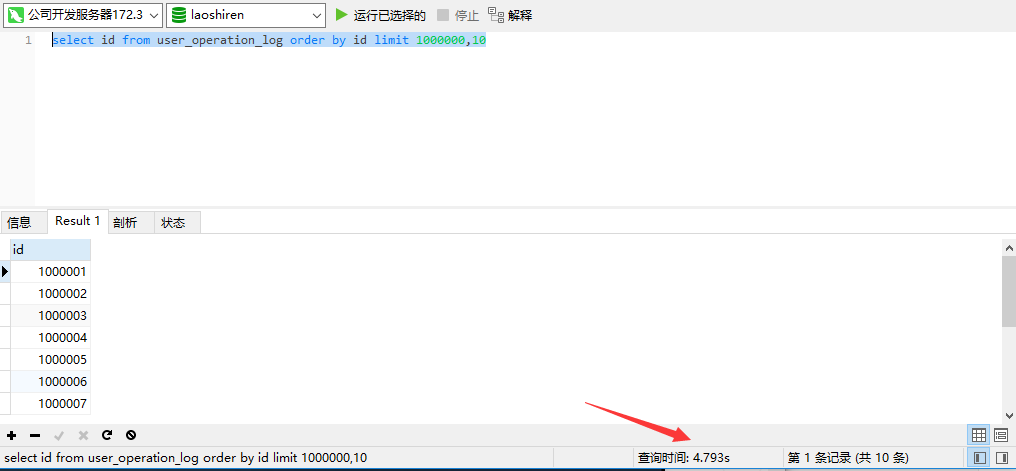 公司开发服务器172.3 laoshiren 运行已选择的 停止 解释
1 select id from user_operation_log order by id limit 1000000,10
信息 Result 1 剖析 状态
id
1000001
1000002
1000003
1000004
1000005
1000006
1000007
select id from user_operation_log order by id limit 1000000,10 查询时间: 4.793s 第 1 条记录 (共 10 条)